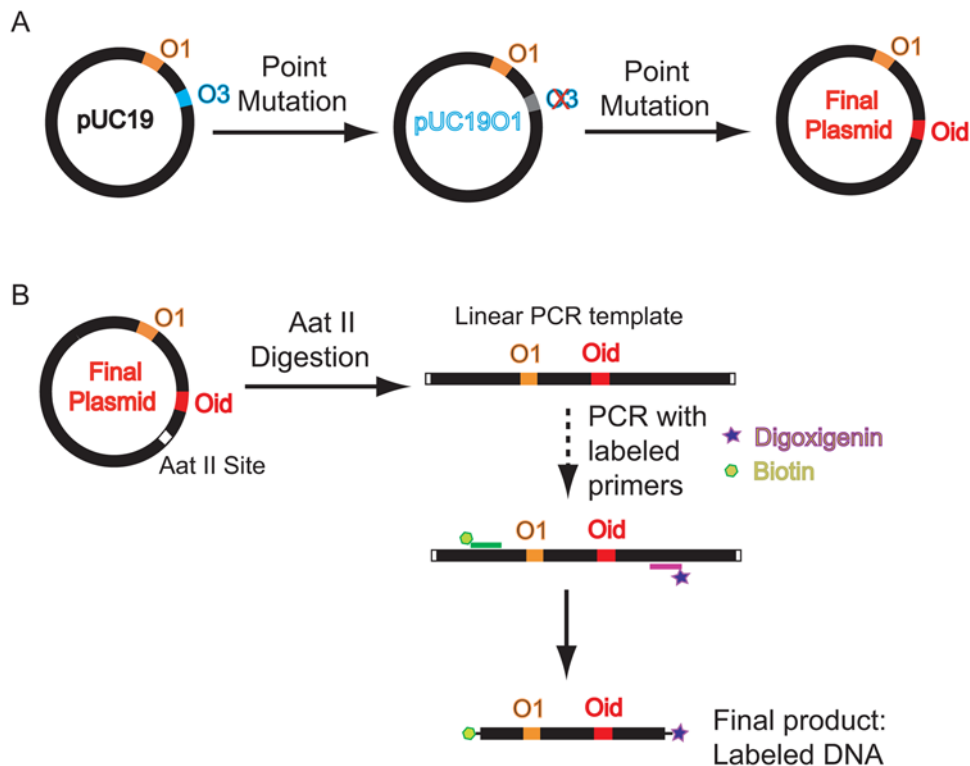 A
O1
O3
pUC19
Point
Mutation
O1
O3
pUC19O1
Point
Mutation
O1
Final
Plasmid
Oid
B
O1
Final
Plasmid
Oid
Aat II Site
Aat II
Digestion
Linear PCR template
O1 Oid
PCR with
labeled
primers
Digoxigenin
Biotin
O1 Oid
O1 Oid
Final product:
Labeled DNA